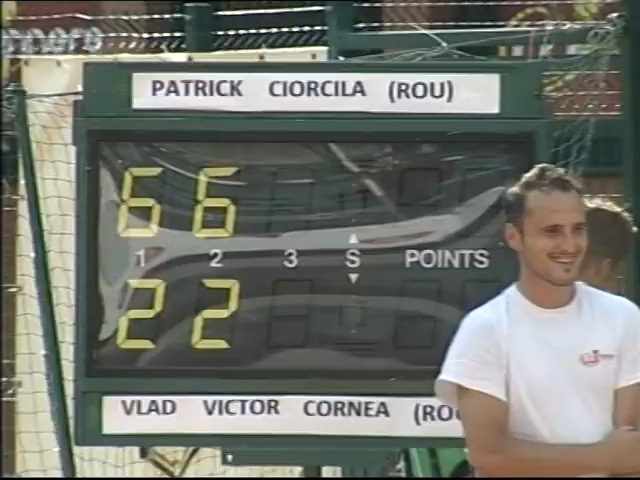 PATRICK CIORCILA (ROU)
6 6
1 2 3 S POINTS
2 2
VLAD VICTOR CORNEA (RO